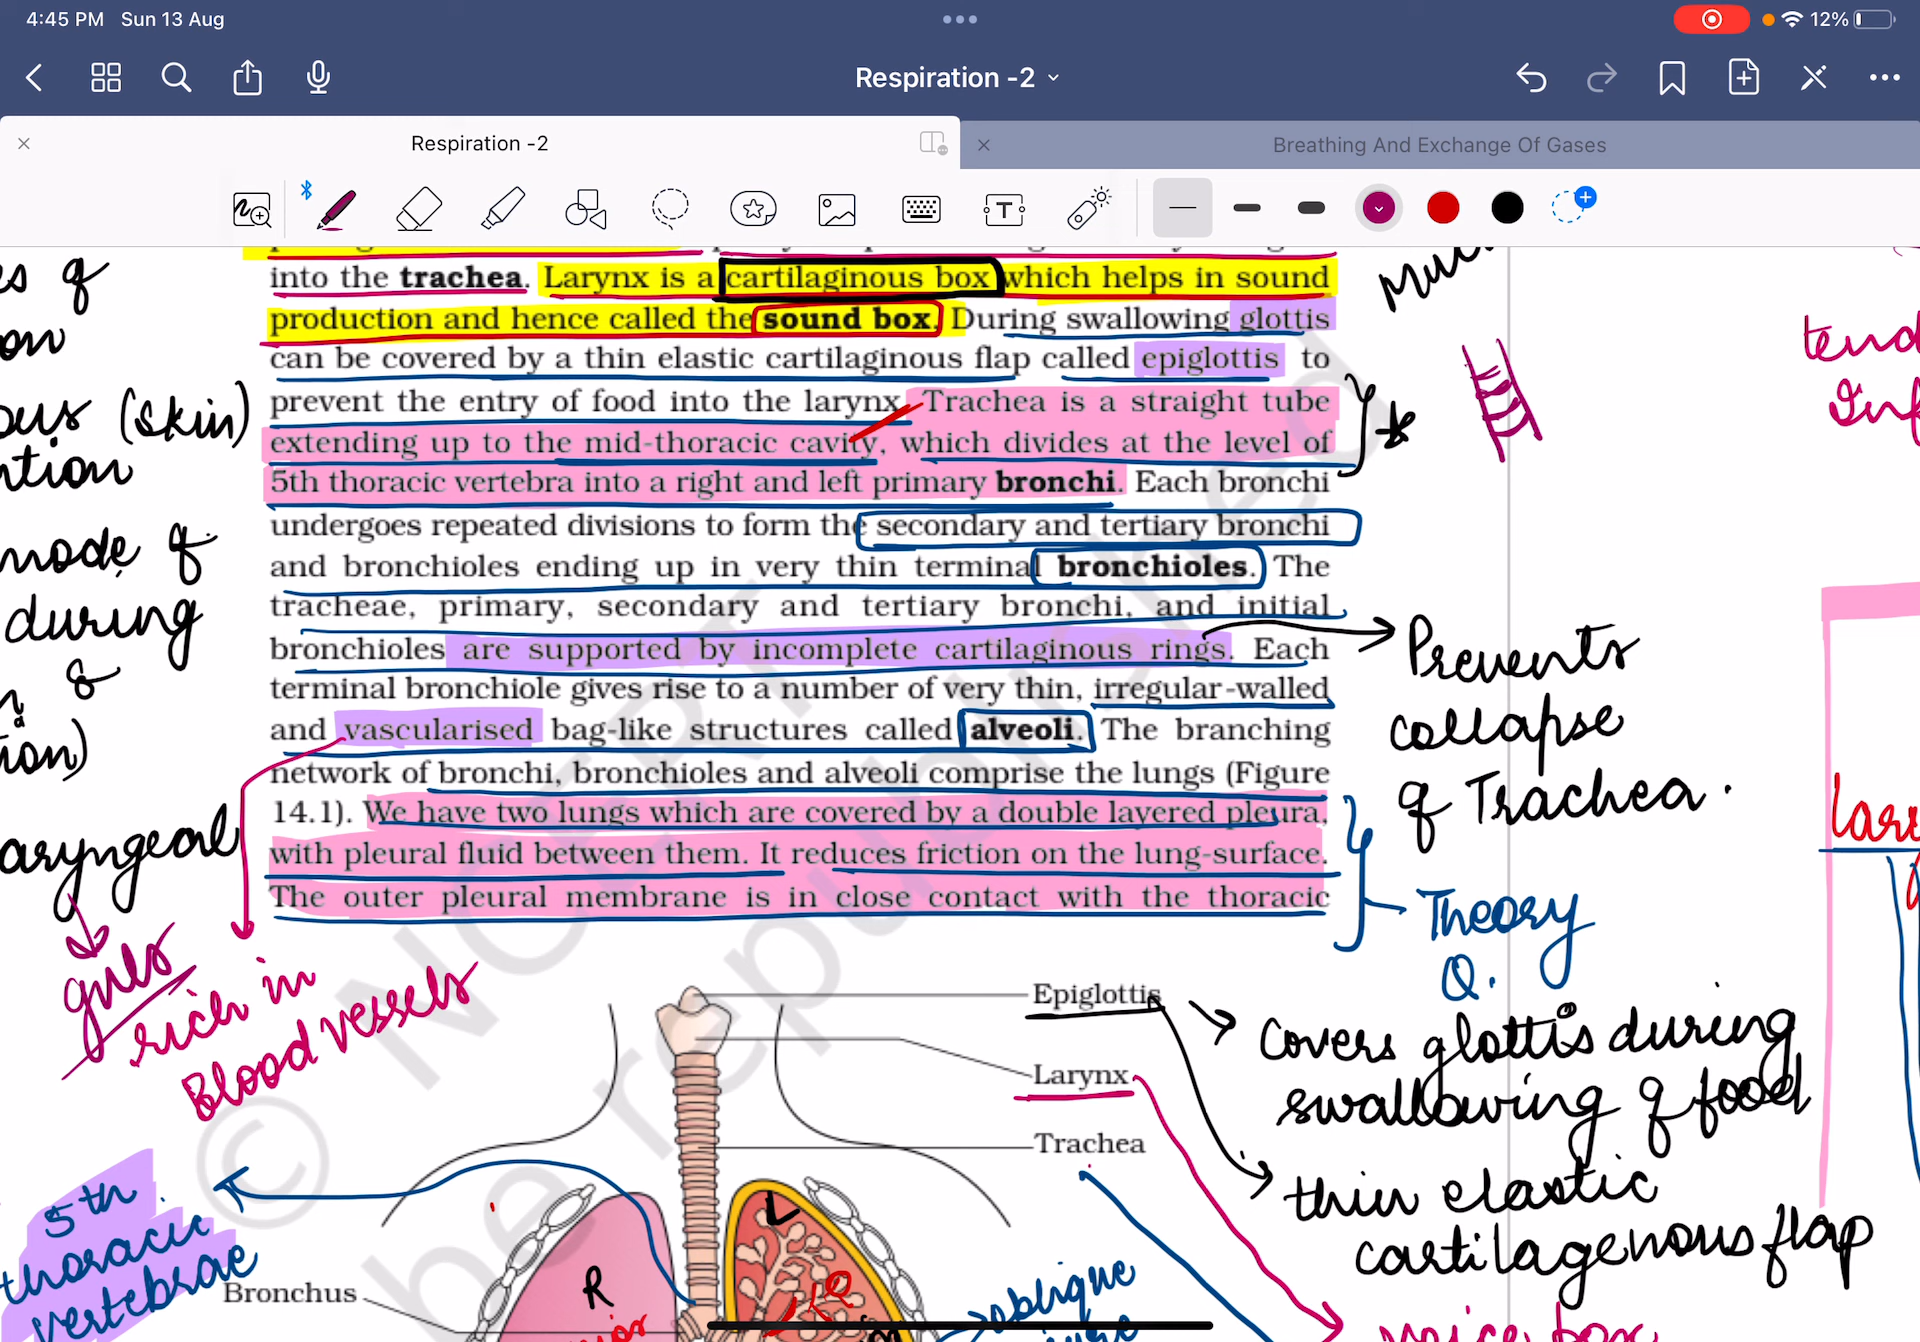 4:45 PM Sun 13 Aug
12%
Respiration -2
Respiration -2
Breathing And Exchange Of Gases
T
into the trachea. Larynx is a cartilaginous box which helps in sound
production and hence called the sound box. During swallowing glottis
can be covered by a thin elastic cartilaginous flap called epiglottis to
prevent the entry of food into the larynx. Trachea is a straight tube
extending up to the mid-thoracic cavity, which divides at the level of
5th thoracic vertebra into a right and left primary bronchi. Each bronchi
undergoes repeated divisions to form the secondary and tertiary bronchi
and bronchioles ending up in very thin terminal bronchioles. The
tracheae, primary, secondary and tertiary bronchi, and initial
bronchioles are supported by incomplete cartilaginous rings. Each
terminal bronchiole gives rise to a number of very thin, irregular-walled
and vascularised bag-like structures called alveoli. The branching
network of bronchi, bronchioles and alveoli comprise the lungs (Figure
14.1). We have two lungs which are covered by a double layered pleura,
with pleural fluid between them. It reduces friction on the lung-surface.
The outer pleural membrane is in close contact with the thoracic
(skin)
mode of
during
&
rich in
Blood vessels
5th
thoracic
vertebrae
Prevents
collapse
of Trachea.
Theory
Q.
Epiglottis
Larynx
Trachea
Bronchus
covers glottis during
swallowing of food
thin elastic
cartilagenous flap
voice box
oblique
R
L
© NCERT
be republished